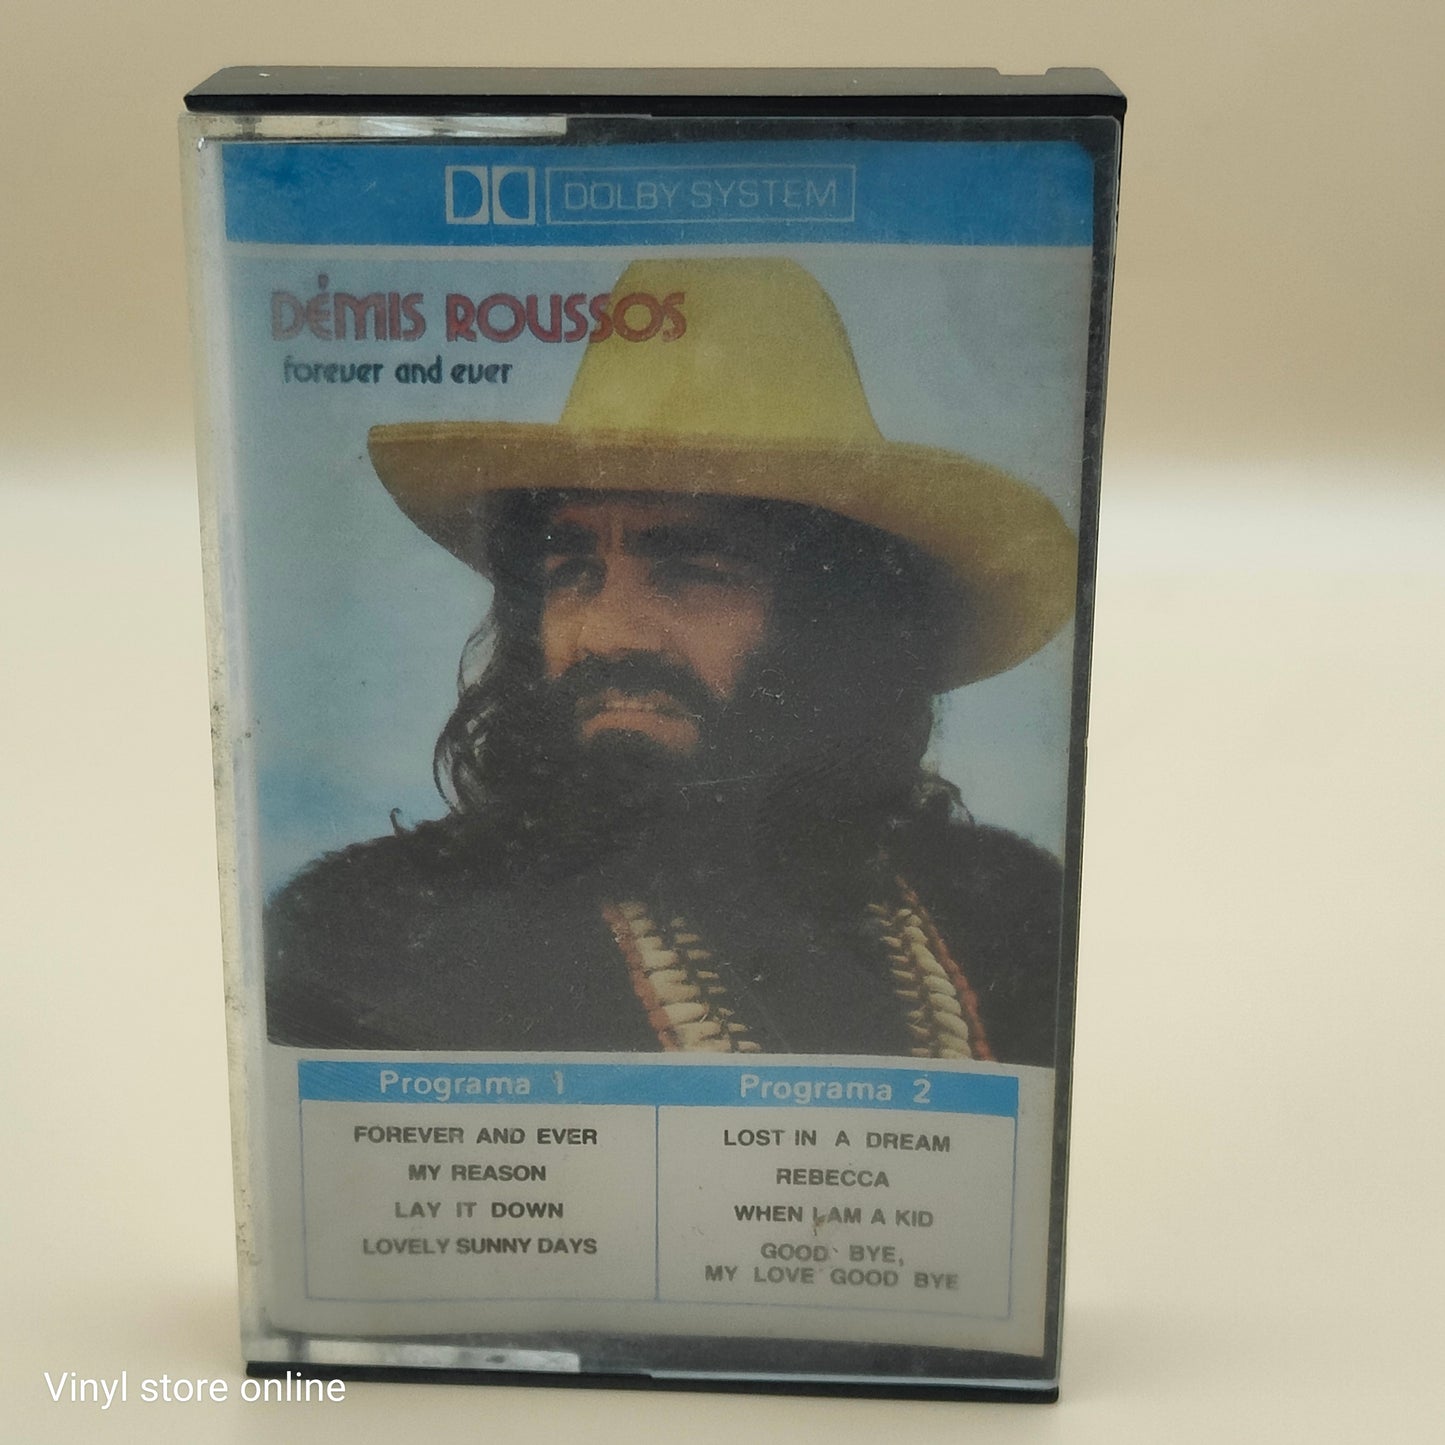 DOLBY SYSTEM
DÉMIS ROUSSOS
forever and ever
Programa 1
FOREVER AND EVER
MY REASON
LAY IT DOWN
LOVELY SUNNY DAYS
Programa 2
LOST IN A DREAM
REBECCA
WHEN I AM A KID
GOOD BYE,
MY LOVE GOOD BYE
Vinyl store online